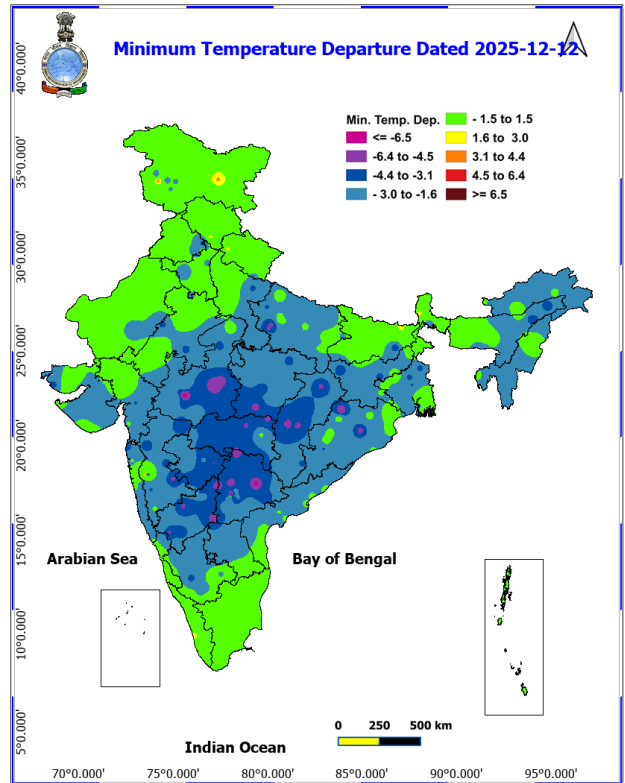 Minimum Temperature Departure Dated 2025-12-12
Min. Temp. Dep.
<= -6.5
-6.4 to -4.5
-4.4 to -3.1
- 3.0 to -1.6
- 1.5 to 1.5
1.6 to 3.0
3.1 to 4.4
4.5 to 6.4
>= 6.5
40°0.000'
35°0.000'
30°0.000'
25°0.000'
20°0.000'
15°0.000'
10°0.000'
5°0.000'
Arabian Sea
Bay of Bengal
0 250 500 km
Indian Ocean
70°0.000' 75°0.000' 80°0.000' 85°0.000' 90°0.000' 95°0.000'